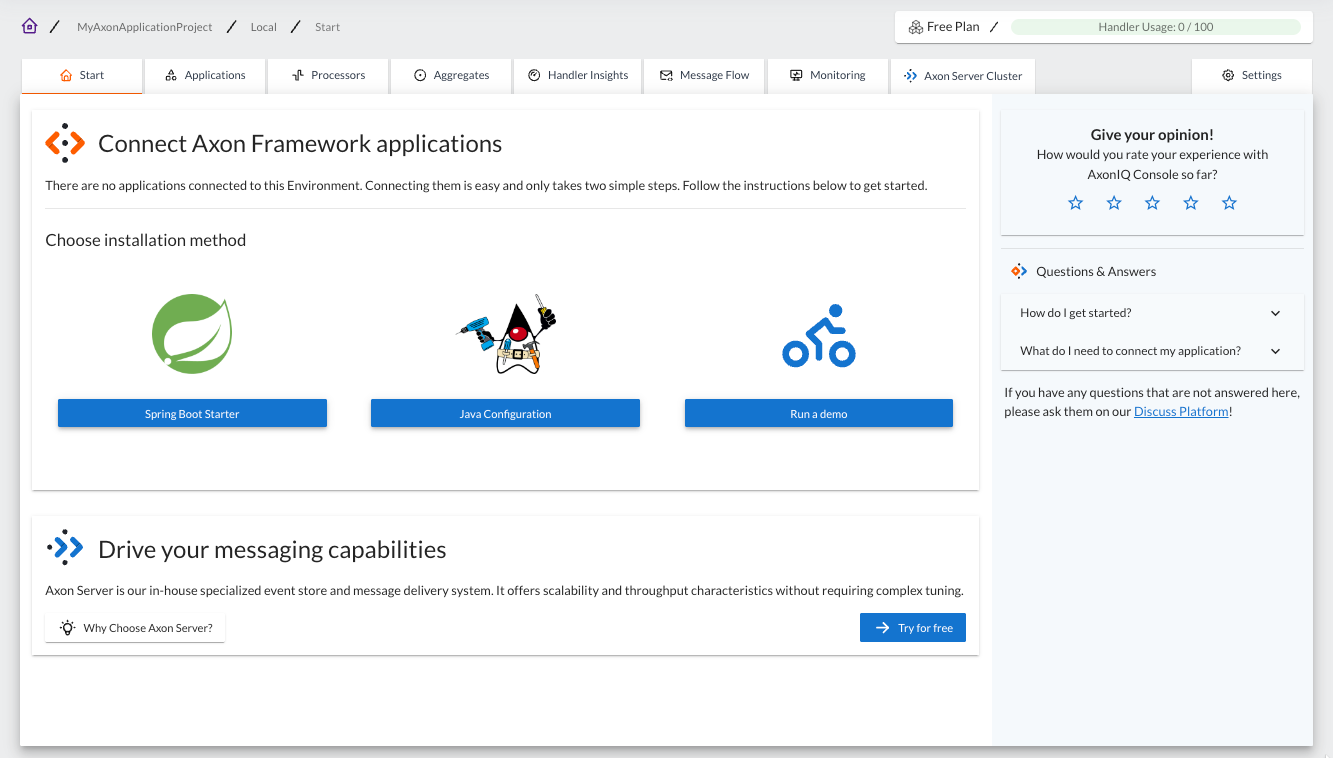 MyAxonApplicationProject / Local / Start
Free Plan / Handler Usage: 0 / 100
Start Applications Processors Aggregates Handler Insights Message Flow Monitoring Axon Server Cluster Settings
Connect Axon Framework applications
There are no applications connected to this Environment. Connecting them is easy and only takes two simple steps. Follow the instructions below to get started.
Choose installation method
Spring Boot Starter
Java Configuration
Run a demo
Drive your messaging capabilities
Axon Server is our in-house specialized event store and message delivery system. It offers scalability and throughput characteristics without requiring complex tuning.
Why Choose Axon Server?
Try for free
Give your opinion!
How would you rate your experience with
AxonIQ Console so far?
Questions & Answers
How do I get started?
What do I need to connect my application?
If you have any questions that are not answered here,
please ask them on our Discuss Platform!